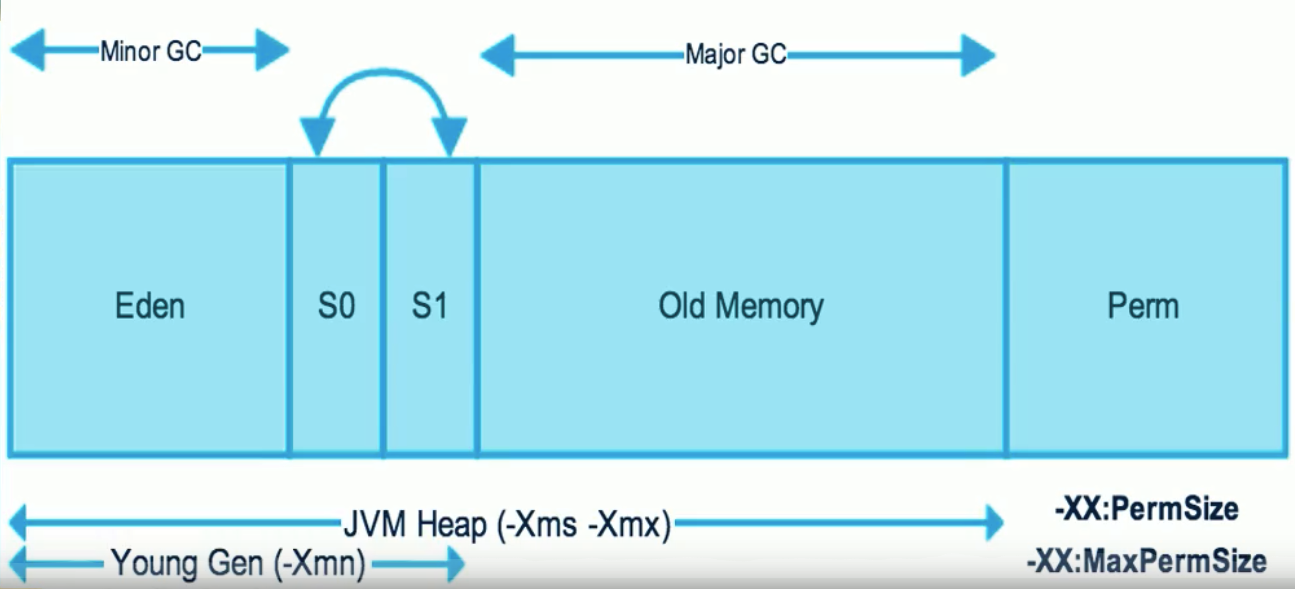 Minor GC
Major GC
Eden
S0
S1
Old Memory
Perm
JVM Heap (-Xms -Xmx)
-XX:PermSize
Young Gen (-Xmn)
-XX:MaxPermSize